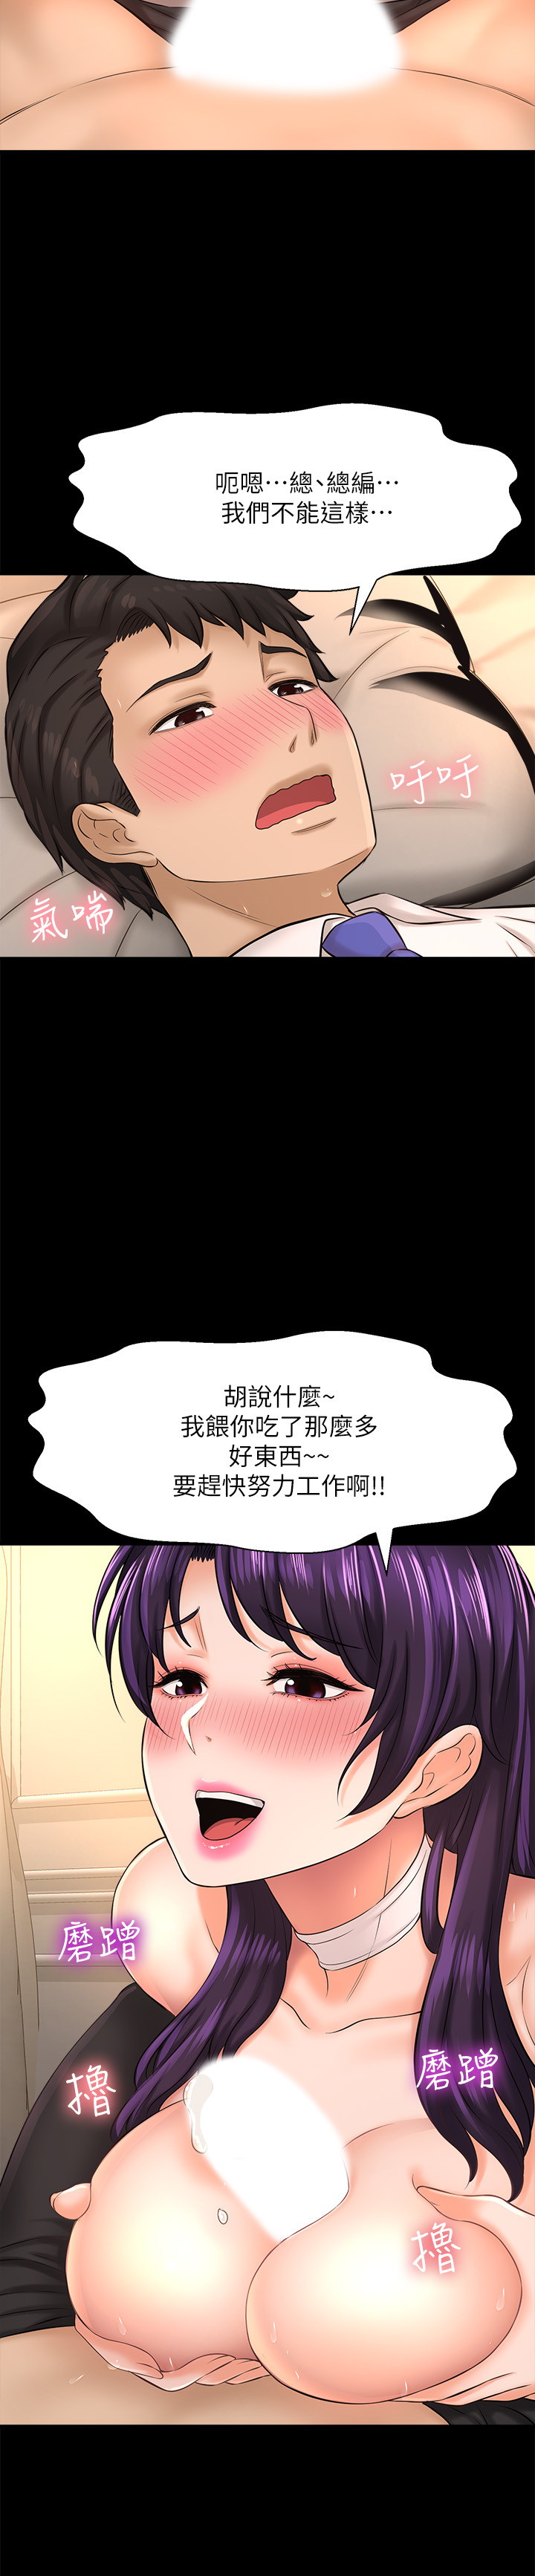 呃嗯⋯總、總編⋯
我們不能這樣⋯
吁吁
氣喘
胡說什麼~
我餵你吃了那麼多
好東西~~
要趕快努力工作啊!!
磨蹭
擼
磨蹭
擼